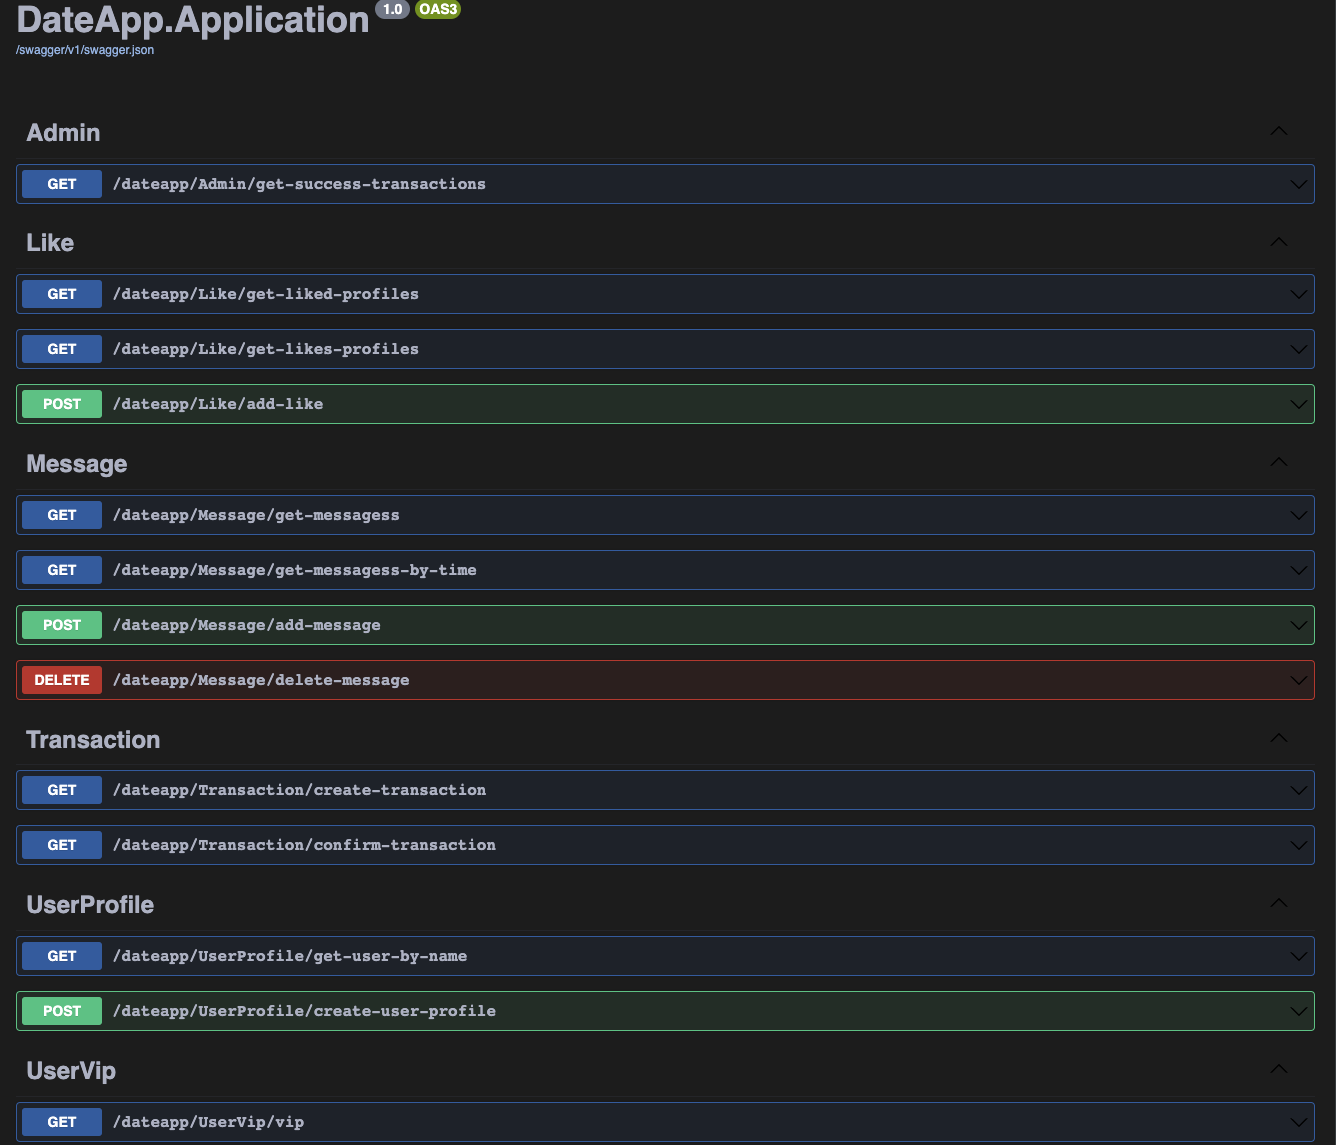 DateApp.Application 1.0 OAS3
/swagger/v1/swagger.json
Admin
GET /dateapp/Admin/get-success-transactions
Like
GET /dateapp/Like/get-liked-profiles
GET /dateapp/Like/get-likes-profiles
POST /dateapp/Like/add-like
Message
GET /dateapp/Message/get-messagess
GET /dateapp/Message/get-messagess-by-time
POST /dateapp/Message/add-message
DELETE /dateapp/Message/delete-message
Transaction
GET /dateapp/Transaction/create-transaction
GET /dateapp/Transaction/confirm-transaction
UserProfile
GET /dateapp/UserProfile/get-user-by-name
POST /dateapp/UserProfile/create-user-profile
UserVip
GET /dateapp/UserVip/vip